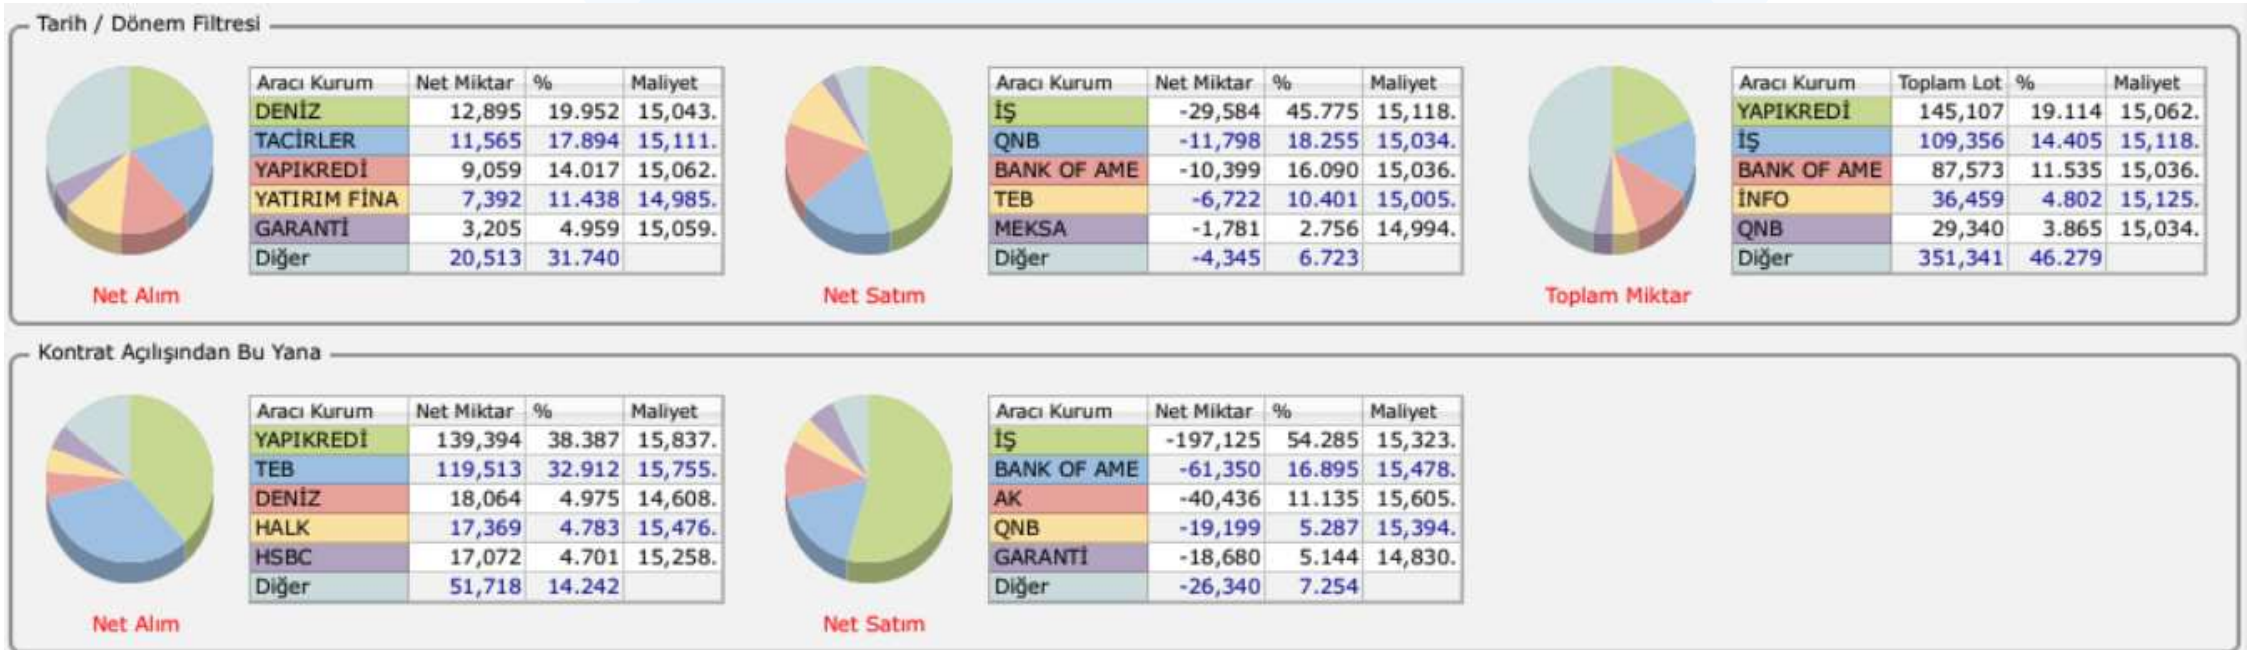 Tarih / Dönem Filtresi
Aracı Kurum Net Miktar % Maliyet
DENİZ 12,895 19.952 15,043.
TACİRLER 11,565 17.894 15,111.
YAPIKREDİ 9,059 14.017 15,062.
YATIRIM FİNA 7,392 11.438 14,985.
GARANTİ 3,205 4.959 15,059.
Diğer 20,513 31.740
Net Alım
Aracı Kurum Net Miktar % Maliyet
İŞ -29,584 45.775 15,118.
QNB -11,798 18.255 15,034.
BANK OF AME -10,399 16.090 15,036.
TEB -6,722 10.401 15,005.
MEKSA -1,781 2.756 14,994.
Diğer -4,345 6.723
Net Satım
Aracı Kurum Toplam Lot % Maliyet
YAPIKREDİ 145,107 19.114 15,062.
İŞ 109,356 14.405 15,118.
BANK OF AME 87,573 11.535 15,036.
İNFO 36,459 4.802 15,125.
QNB 29,340 3.865 15,034.
Diğer 351,341 46.279
Toplam Miktar
Kontrat Açılışından Bu Yana
Aracı Kurum Net Miktar % Maliyet
YAPIKREDİ 139,394 38.387 15,837.
TEB 119,513 32.912 15,755.
DENİZ 18,064 4.975 14,608.
HALK 17,369 4.783 15,476.
HSBC 17,072 4.701 15,258.
Diğer 51,718 14.242
Net Alım
Aracı Kurum Net Miktar % Maliyet
İŞ -197,125 54.285 15,323.
BANK OF AME -61,350 16.895 15,478.
AK -40,436 11.135 15,605.
QNB -19,199 5.287 15,394.
GARANTİ -18,680 5.144 14,830.
Diğer -26,340 7.254
Net Satım